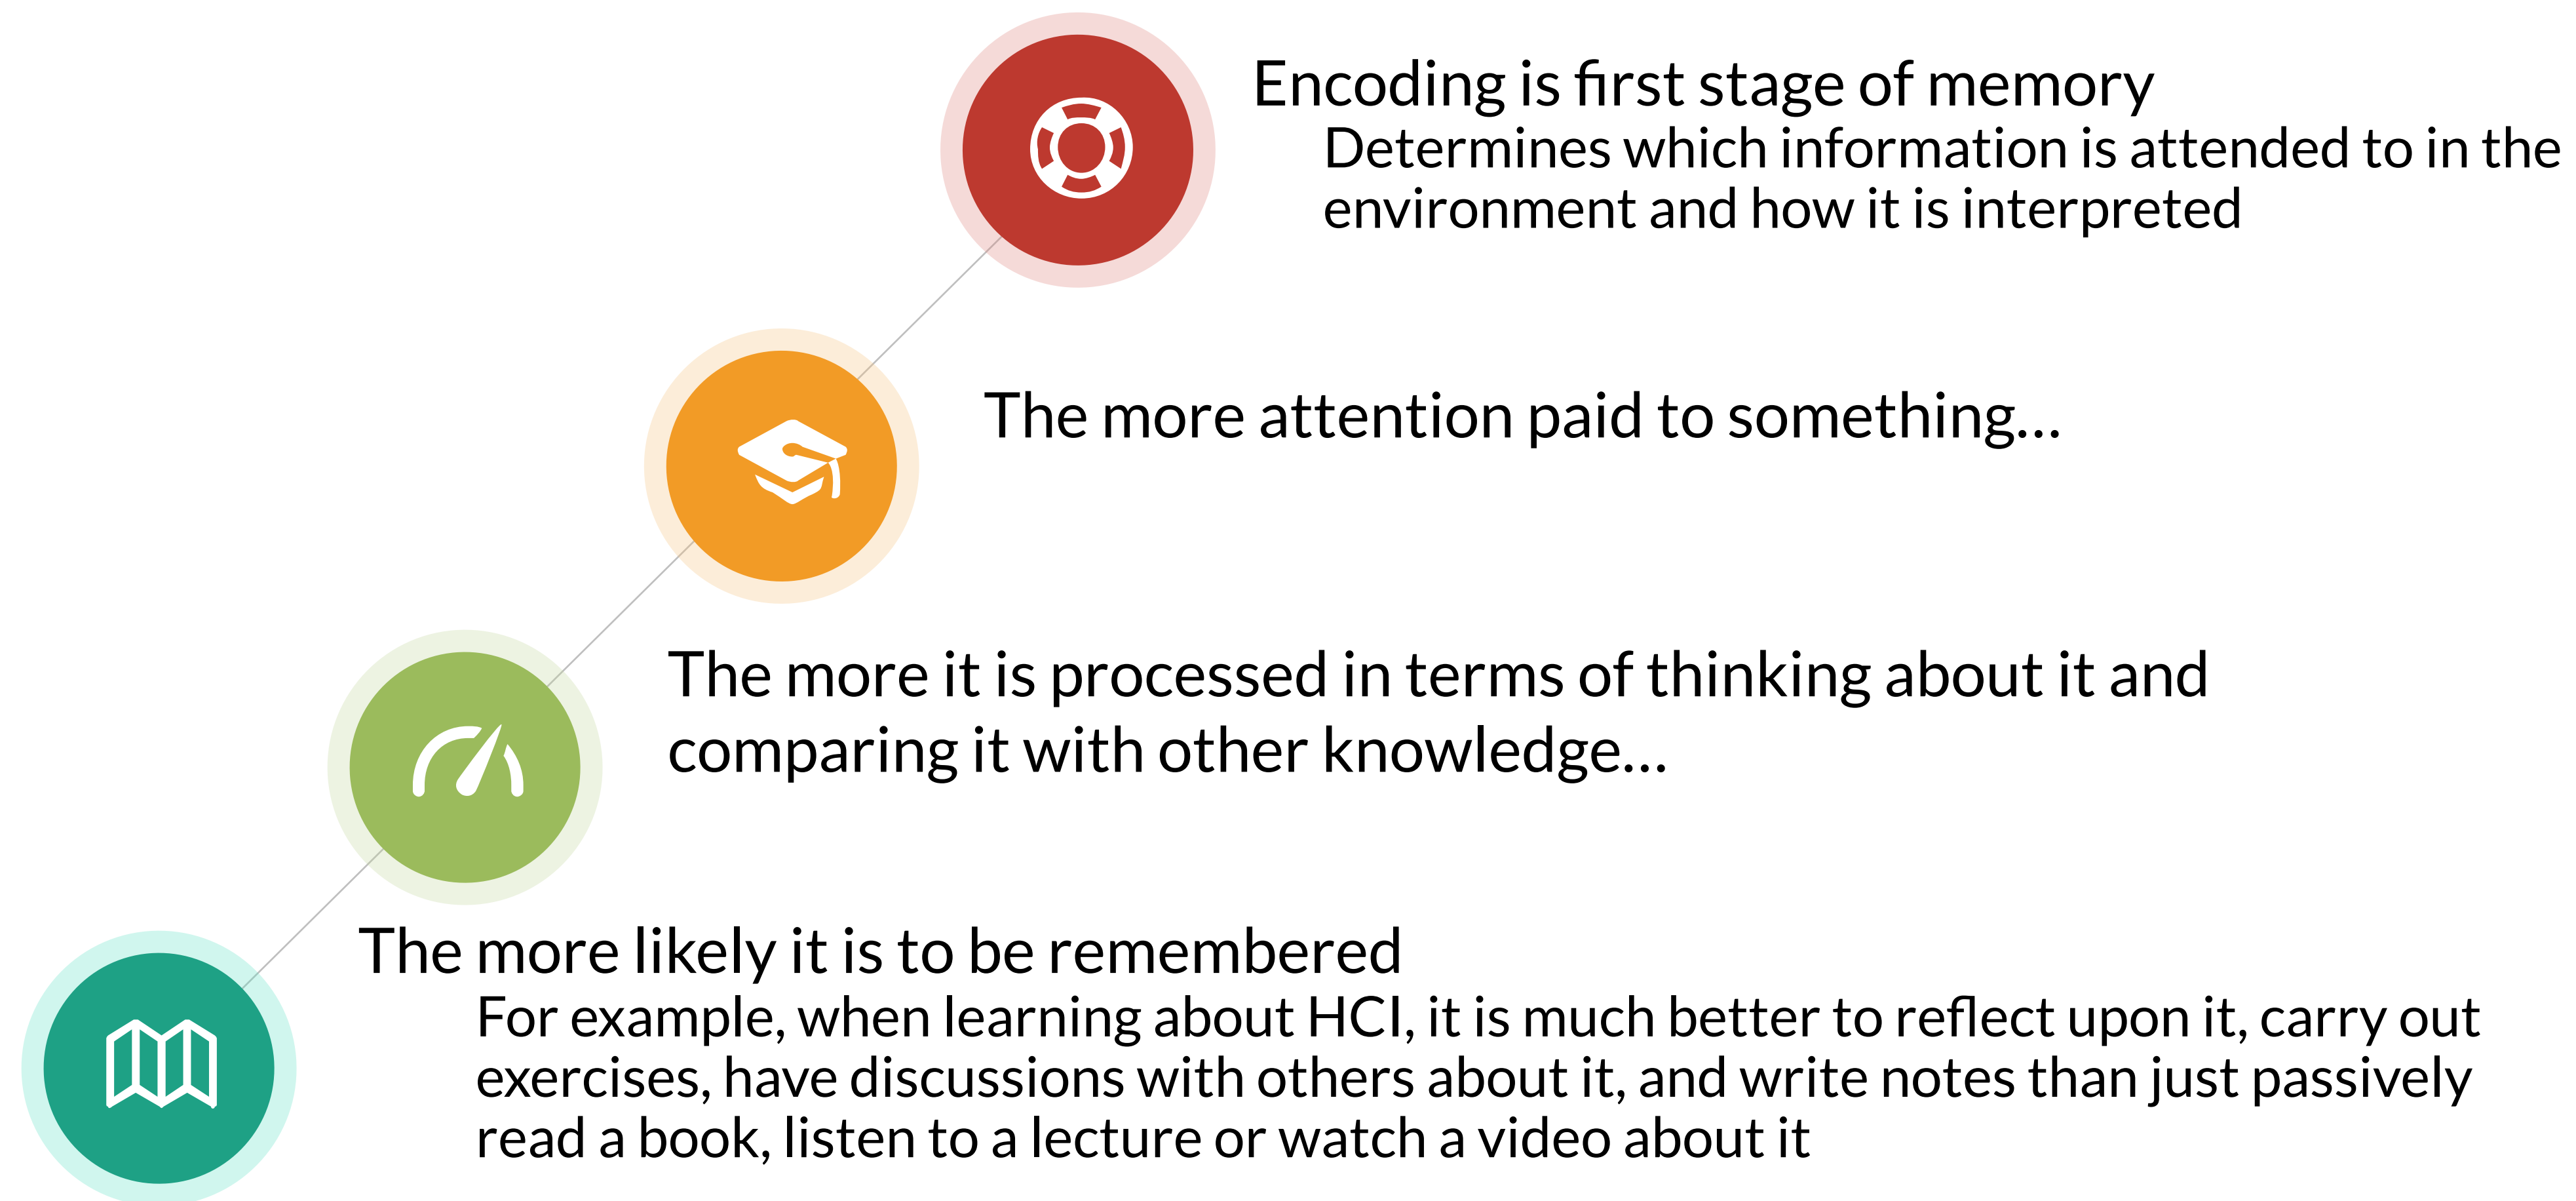 Encoding is first stage of memory
Determines which information is attended to in the
environment and how it is interpreted
The more attention paid to something…
The more it is processed in terms of thinking about it and
comparing it with other knowledge…
The more likely it is to be remembered
For example, when learning about HCI, it is much better to reflect upon it, carry out
exercises, have discussions with others about it, and write notes than just passively
read a book, listen to a lecture or watch a video about it